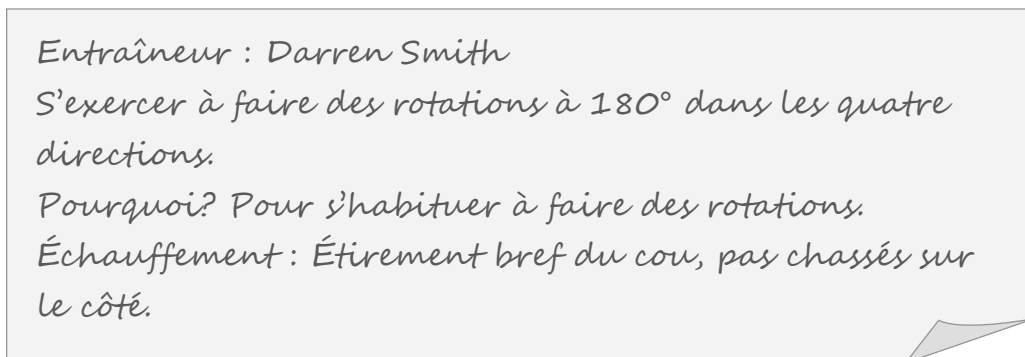 Entraîneur : Darren Smith
S'exercer à faire des rotations à 180° dans les quatre
directions.
Pourquoi? Pour s'habituer à faire des rotations.
Échauffement : Étirement bref du cou, pas chassés sur
le côté.